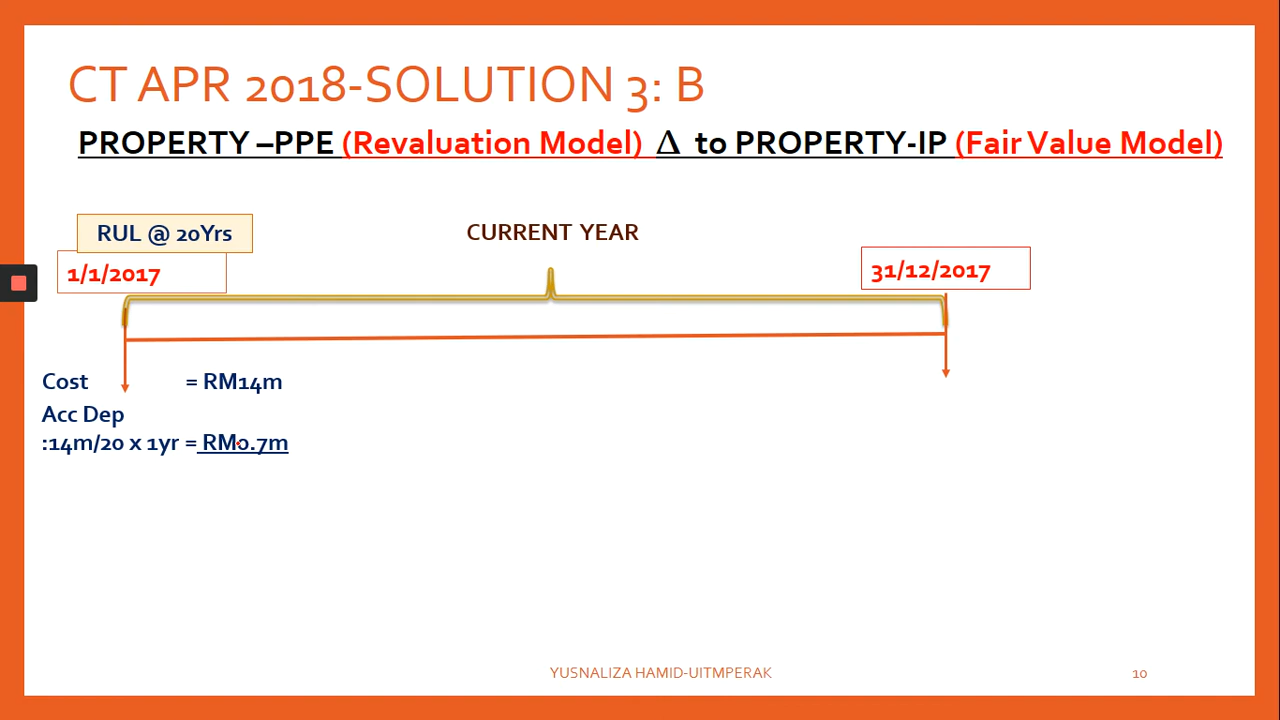 CT APR 2018-SOLUTION 3: B
PROPERTY –PPE (Revaluation Model) Δ to PROPERTY-IP (Fair Value Model)
RUL @ 20Yrs
CURRENT YEAR
1/1/2017
31/12/2017
Cost = RM14m
Acc Dep
:14m/20 x 1yr = RM0.7m
YUSNALIZA HAMID-UITMPERAK
10